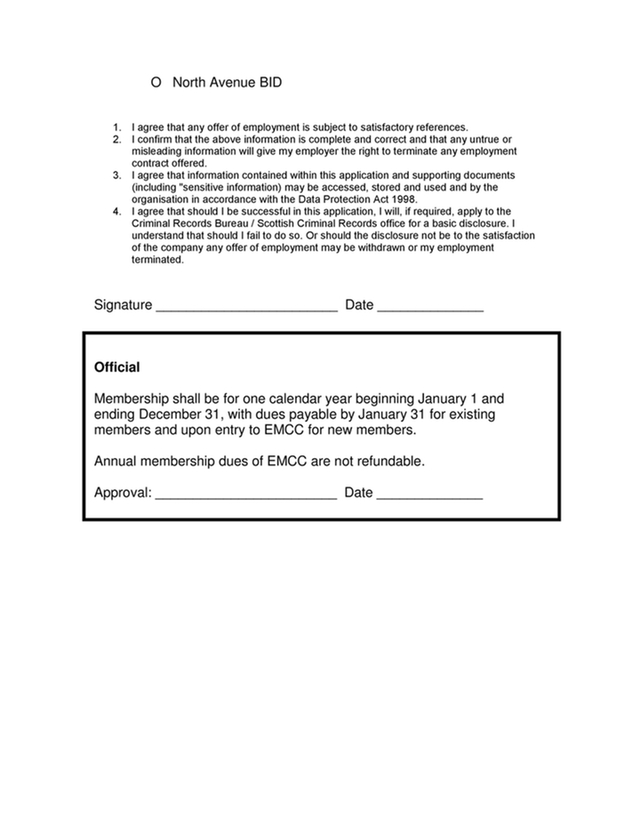 O North Avenue BID
1. I agree that any offer of employment is subject to satisfactory references.
2. I confirm that the above information is complete and correct and that any untrue or
misleading information will give my employer the right to terminate any employment
contract offered.
3. I agree that information contained within this application and supporting documents
(including "sensitive information) may be accessed, stored and used and by the
organisation in accordance with the Data Protection Act 1998.
4. I agree that should I be successful in this application, I will, if required, apply to the
Criminal Records Bureau / Scottish Criminal Records office for a basic disclosure. I
understand that should I fail to do so. Or should the disclosure not be to the satisfaction
of the company any offer of employment may be withdrawn or my employment
terminated.
Signature ________________________ Date ______________
Official
Membership shall be for one calendar year beginning January 1 and
ending December 31, with dues payable by January 31 for existing
members and upon entry to EMCC for new members.
Annual membership dues of EMCC are not refundable.
Approval: ________________________ Date ______________